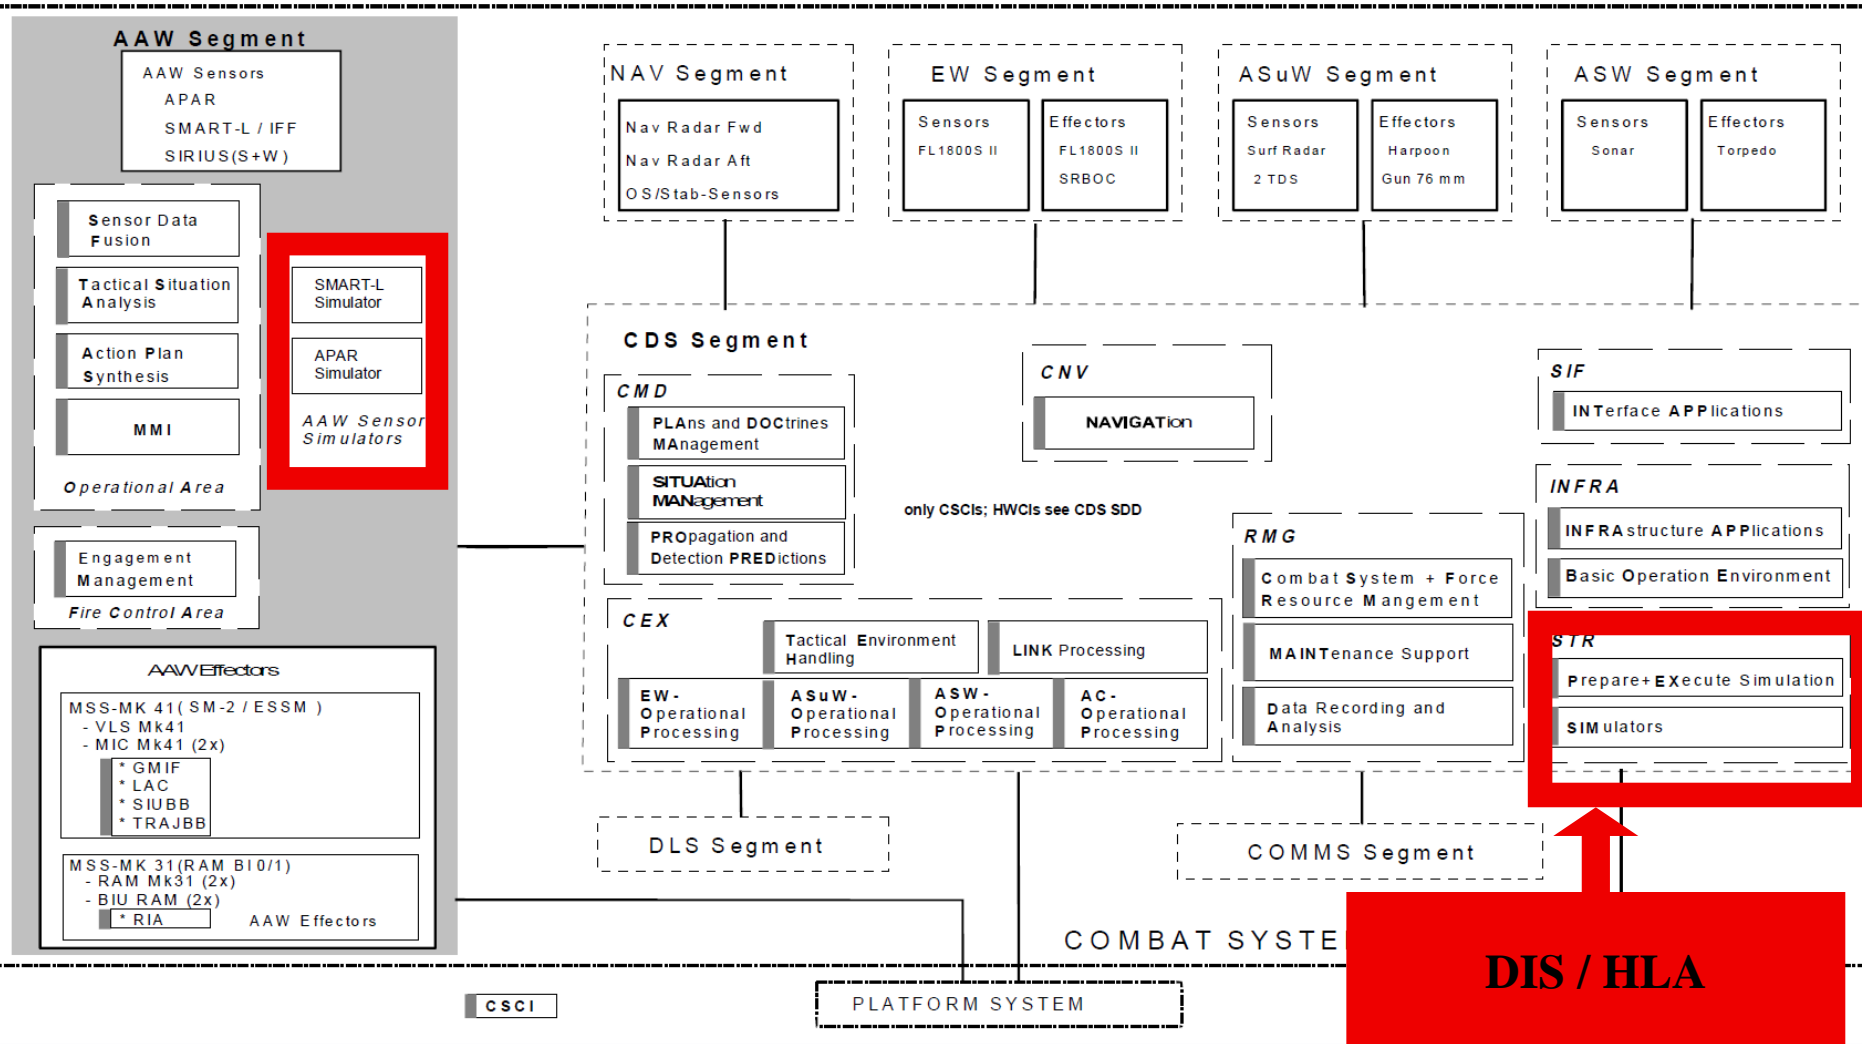 AAW Segment
AAW Sensors
APAR
SMART-L / IFF
SIRIUS(S+W)
Sensor Data
Fusion
Tactical Situation
Analysis
Action Plan
Synthesis
MMI
Operational Area
SMART-L
Simulator
APAR
Simulator
AAW Sensor
Simulators
Engagement
Management
Fire Control Area
AAW Effectors
MSS-MK 41( SM-2 / ESSM )
- VLS Mk41
- MIC Mk41 (2x)
* GMIF
* LAC
* SIUBB
* TRAJBB
MSS-MK 31(RAM Bl 0/1)
- RAM Mk31 (2x)
- BIU RAM (2x)
* RIA
AAW Effectors
NAV Segment
Nav Radar Fwd
Nav Radar Aft
OS/Stab-Sensors
EW Segment
Sensors
FL1800S II
Effectors
FL1800S II
SRBOC
ASuW Segment
Sensors
Surf Radar
2 TDS
Effectors
Harpoon
Gun 76 mm
ASW Segment
Sensors
Sonar
Effectors
Torpedo
CDS Segment
CMD
PLAns and DOCtrines
MAnagement
SITUAtion
MANagement
PROpagation and
Detection PREDictions
CNV
NAVIGATion
only CSCIs; HWCIs see CDS SDD
SIF
INTerface APPlications
INFRA
INFRAstructure APPlications
Basic Operation Environment
RMG
Combat System + Force
Resource Mangement
MAINTenance Support
Data Recording and
Analysis
STR
Prepare+EXecute Simulation
SIMulators
CEX
Tactical Environment
Handling
LINK Processing
EW-
Operational
Processing
ASuW-
Operational
Processing
ASW-
Operational
Processing
AC-
Operational
Processing
DLS Segment
COMMS Segment
COMBAT SYSTE
DIS / HLA
CSCI
PLATFORM SYSTEM